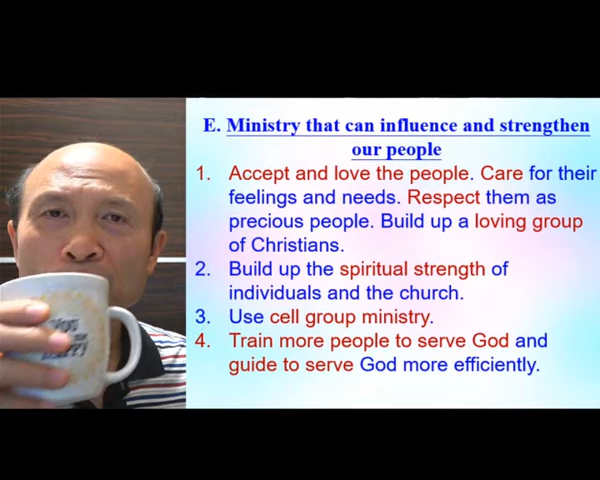 E. Ministry that can influence and strengthen
our people
1. Accept and love the people. Care for their
feelings and needs. Respect them as
precious people. Build up a loving group
of Christians.
2. Build up the spiritual strength of
individuals and the church.
3. Use cell group ministry.
4. Train more people to serve God and
guide to serve God more efficiently.
YOU
HAPPY